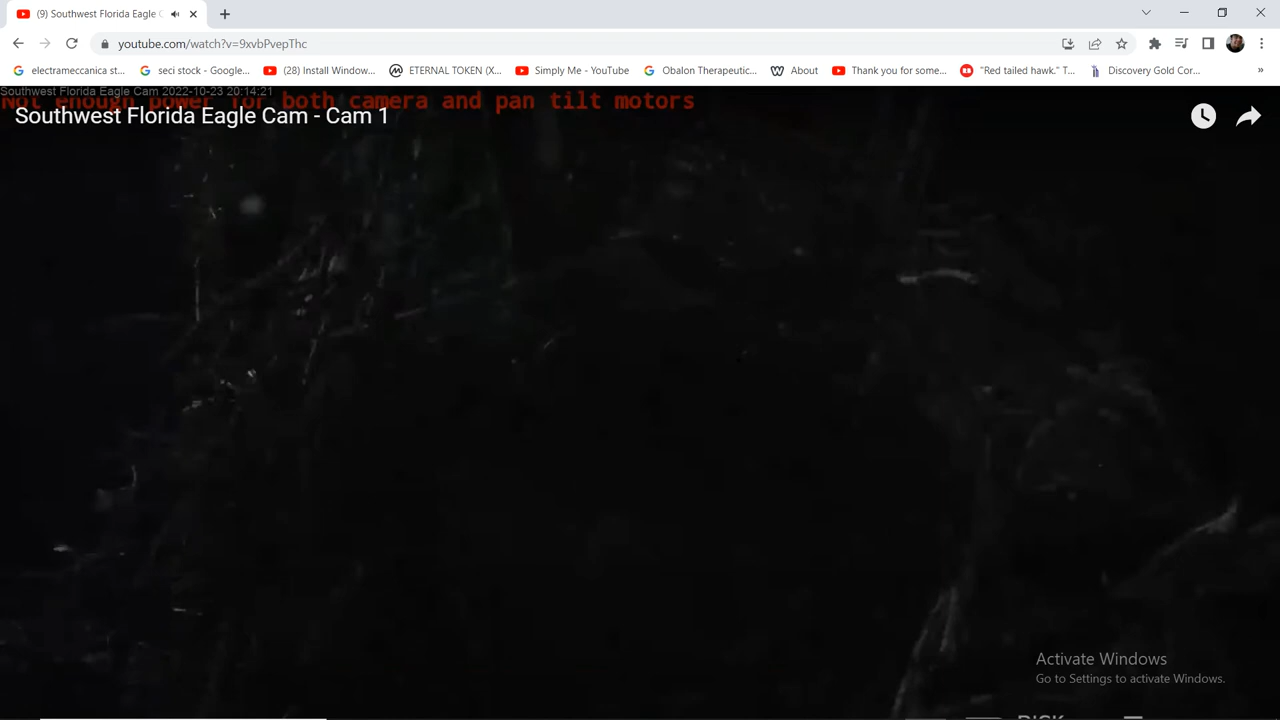 (9) Southwest Florida Eagle C
youtube.com/watch?v=9xvbPvepThc
electrameccanica st...
seci stock - Google...
(28) Install Window...
ETERNAL TOKEN (X...
Simply Me - YouTube
Obalon Therapeutic...
About
Thank you for some...
"Red tailed hawk." T...
Discovery Gold Cor...
»
Southwest Florida Eagle Cam 2022-10-23 20:14:21
Not enough power for both camera and pan tilt motors
Southwest Florida Eagle Cam - Cam 1
Activate Windows
Go to Settings to activate Windows.